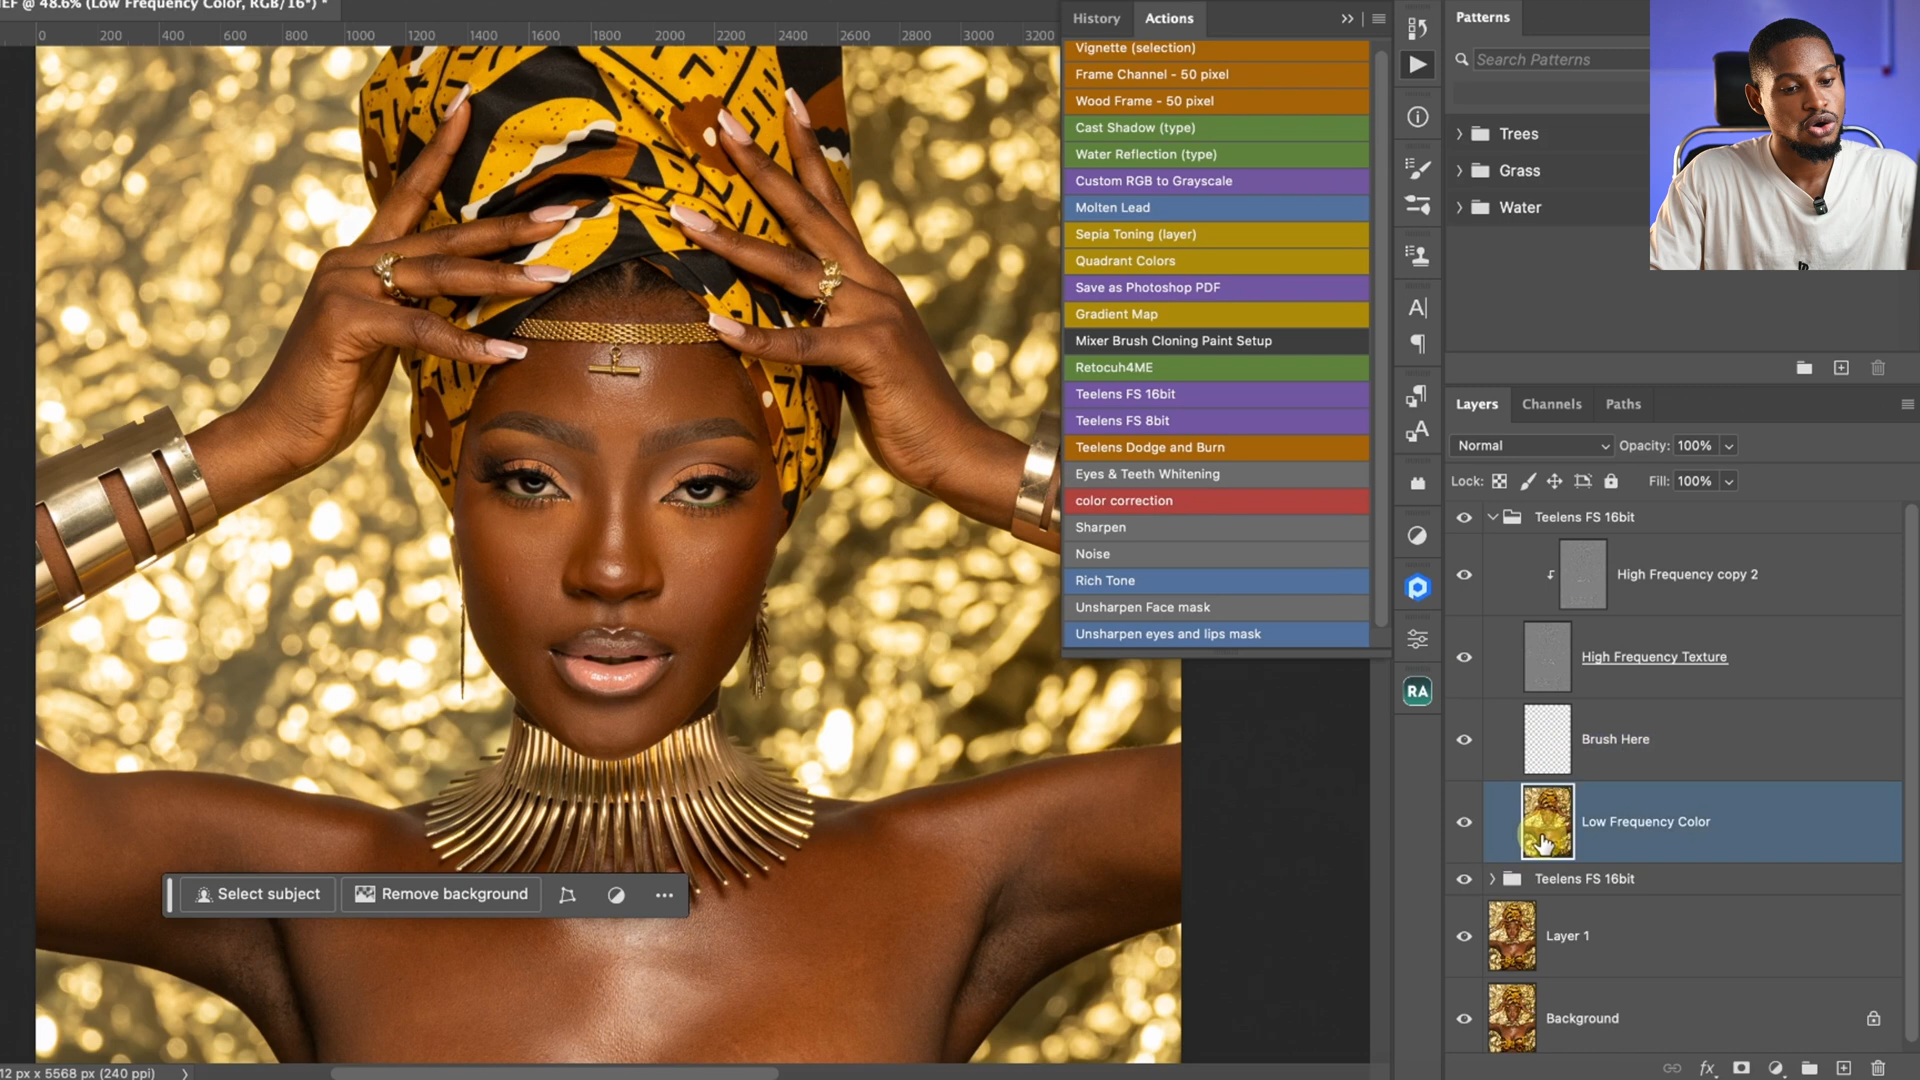 EF @ 48.6% (Low Frequency Color, RGB/16*) *
0 200 400 600 800 1000 1200 1400 1600 1800 2000 2200 2400 2600 2800 3000 3200
History Actions
Vignette (selection)
Frame Channel - 50 pixel
Wood Frame - 50 pixel
Cast Shadow (type)
Water Reflection (type)
Custom RGB to Grayscale
Molten Lead
Sepia Toning (layer)
Quadrant Colors
Save as Photoshop PDF
Gradient Map
Mixer Brush Cloning Paint Setup
Retocuh4ME
Teelens FS 16bit
Teelens FS 8bit
Teelens Dodge and Burn
Eyes & Teeth Whitening
color correction
Sharpen
Noise
Rich Tone
Unsharpen Face mask
Unsharpen eyes and lips mask
RA
Patterns
Search Patterns
Trees
Grass
Water
Layers Channels Paths
Normal Opacity: 100%
Lock: Fill: 100%
Teelens FS 16bit
High Frequency copy 2
High Frequency Texture
Brush Here
Low Frequency Color
Teelens FS 16bit
Layer 1
Background
fx
Select subject Remove background
12 px x 5568 px (240 ppi)